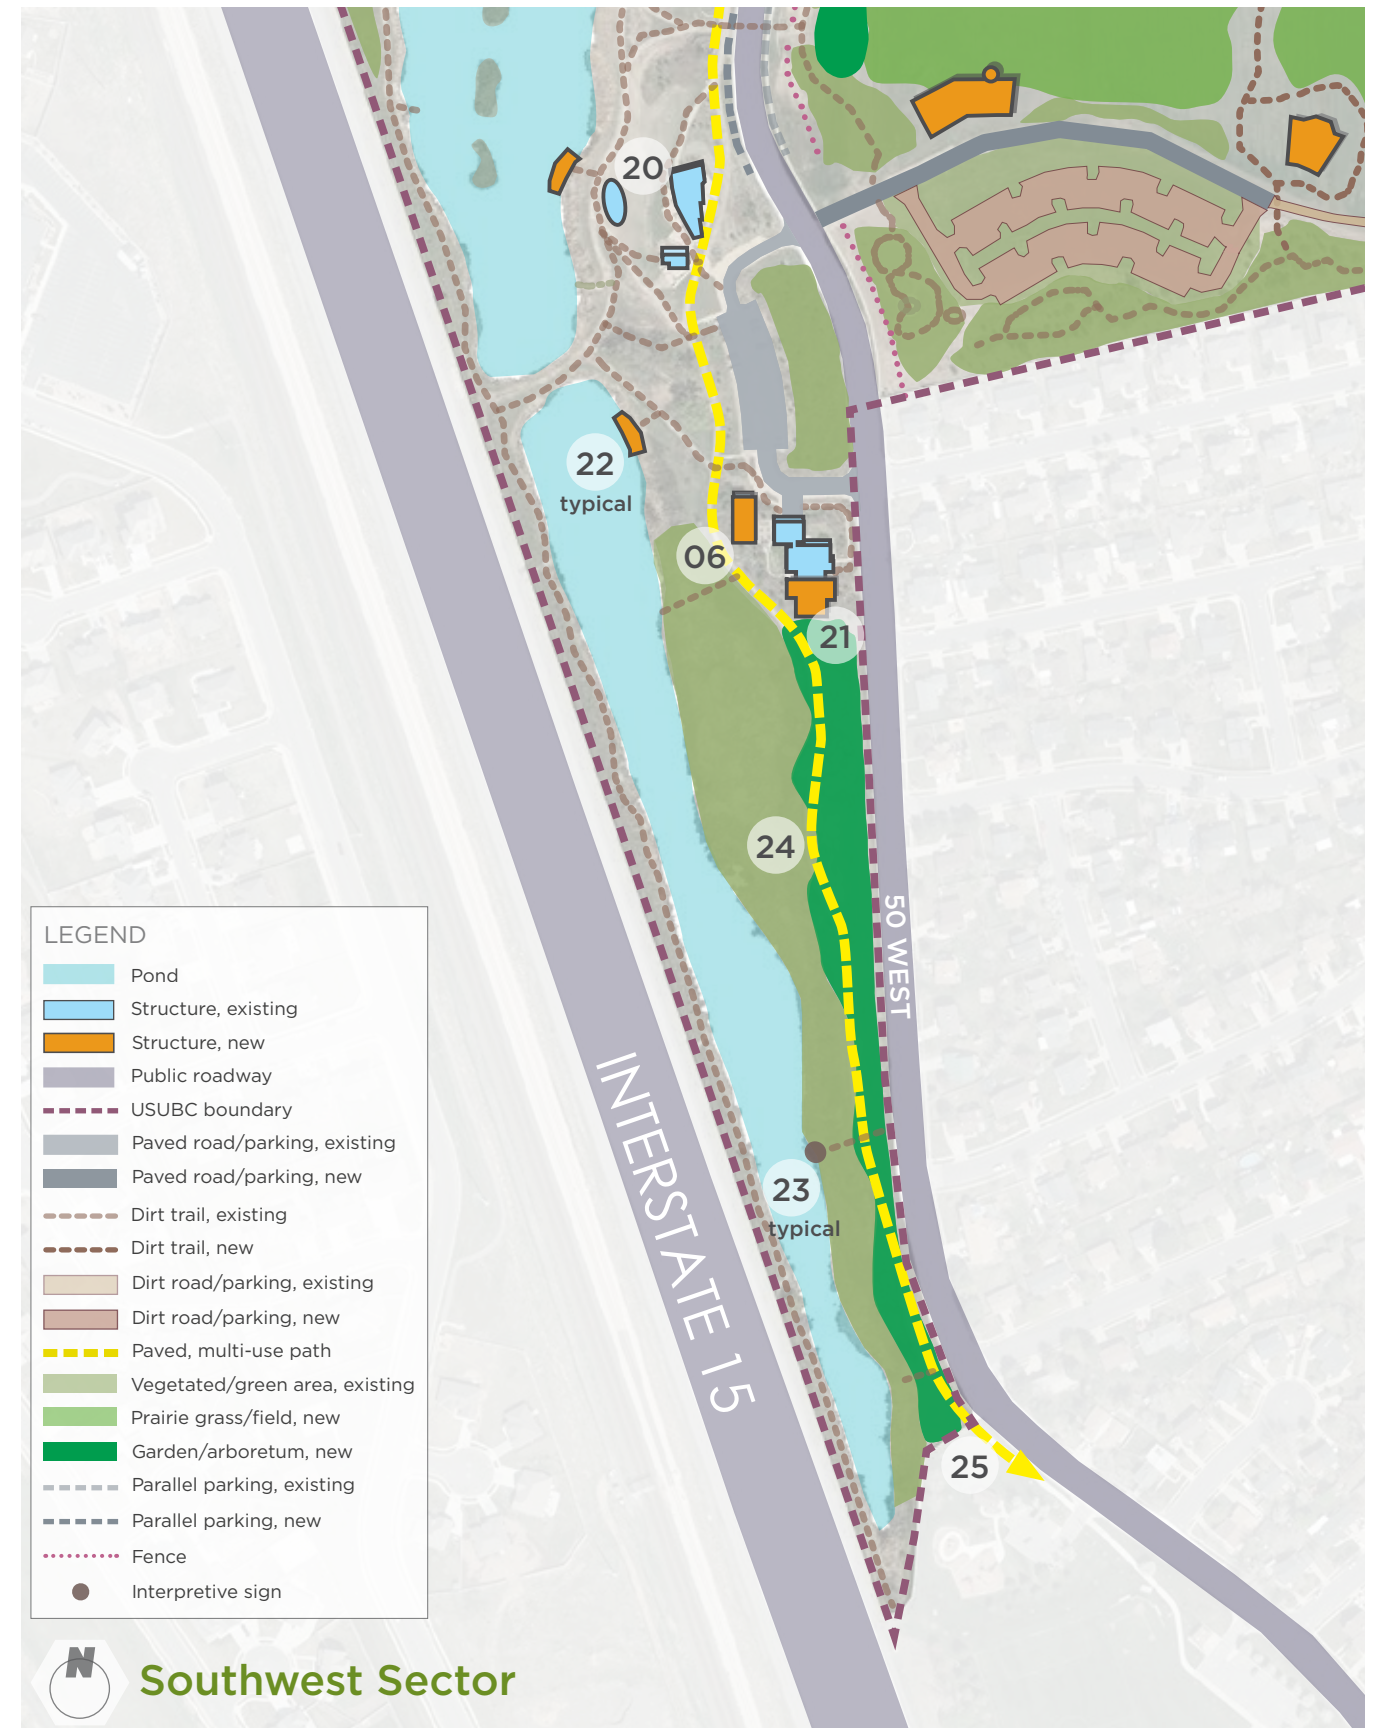 20
22
typical
06
21
24
50 WEST
INTERSTATE 15
23
typical
25
LEGEND
Pond
Structure, existing
Structure, new
Public roadway
USUBC boundary
Paved road/parking, existing
Paved road/parking, new
Dirt trail, existing
Dirt trail, new
Dirt road/parking, existing
Dirt road/parking, new
Paved, multi-use path
Vegetated/green area, existing
Prairie grass/field, new
Garden/arboretum, new
Parallel parking, existing
Parallel parking, new
Fence
Interpretive sign
N
Southwest Sector